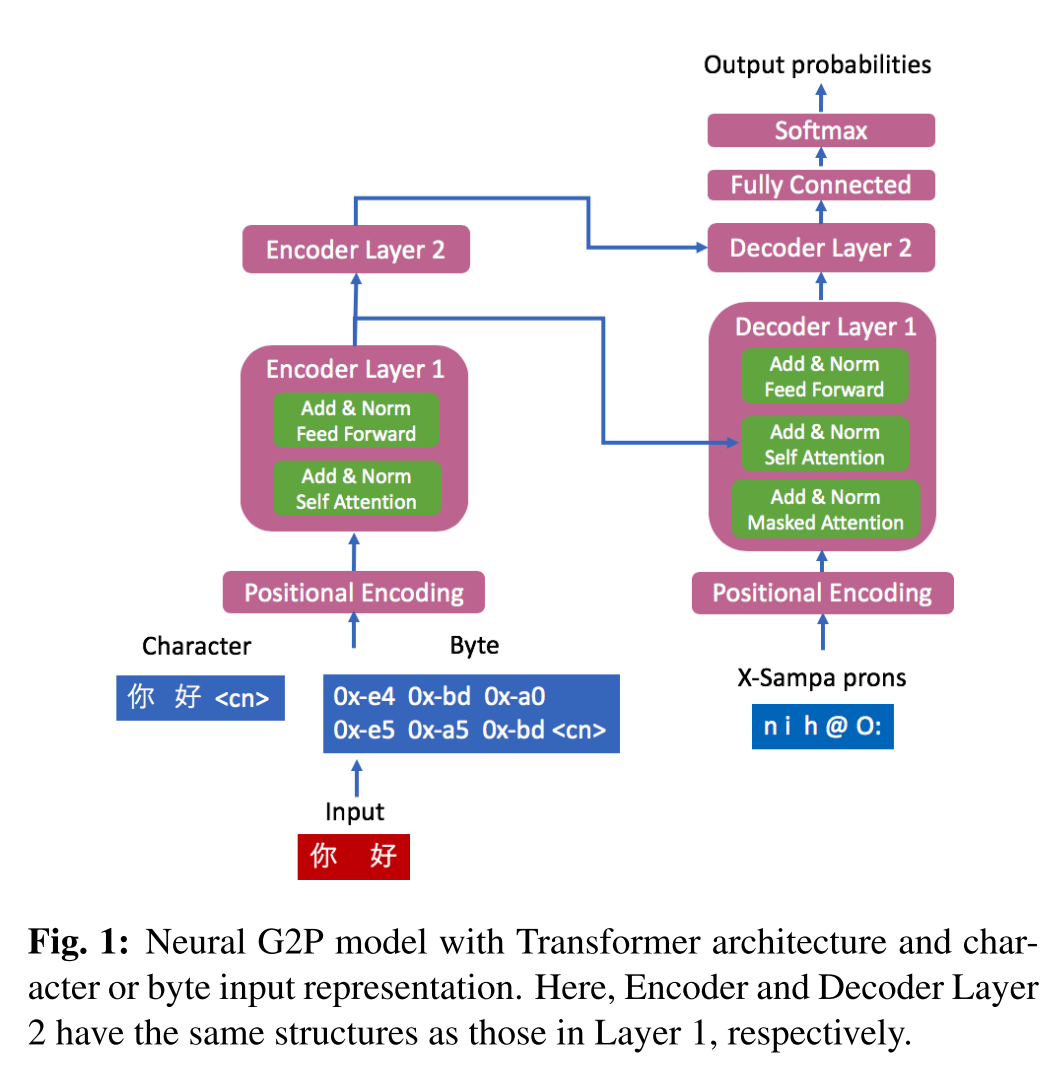 Output probabilities
Softmax
Fully Connected
Encoder Layer 2
Decoder Layer 2
Encoder Layer 1
Add & Norm
Feed Forward
Add & Norm
Self Attention
Decoder Layer 1
Add & Norm
Feed Forward
Add & Norm
Self Attention
Add & Norm
Masked Attention
Positional Encoding
Positional Encoding
Character
你 好 <cn>
Byte
0x-e4 0x-bd 0x-a0
0x-e5 0x-a5 0x-bd <cn>
X-Sampa prons
n i h @ O:
Input
你 好
Fig. 1: Neural G2P model with Transformer architecture and char-
acter or byte input representation. Here, Encoder and Decoder Layer
2 have the same structures as those in Layer 1, respectively.